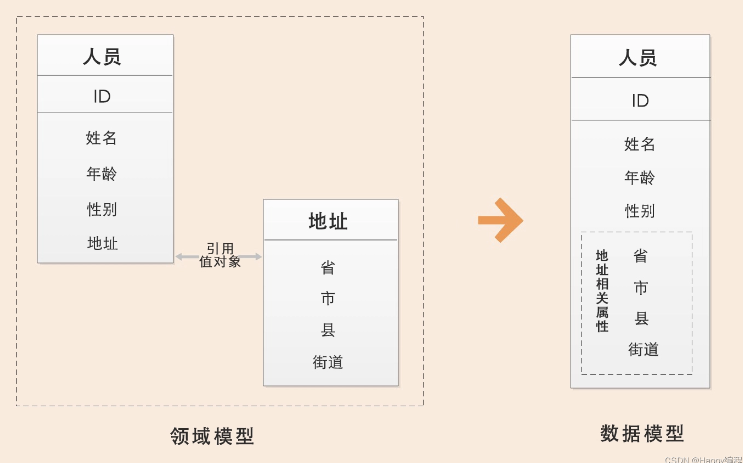 人员
ID
姓名
年龄
性别
地址
引用
值对象
地址
省
市
县
街道
领域模型
人员
ID
姓名
年龄
性别
地址相关属性
省
市
县
街道
数据模型
CSDN @Happy编程